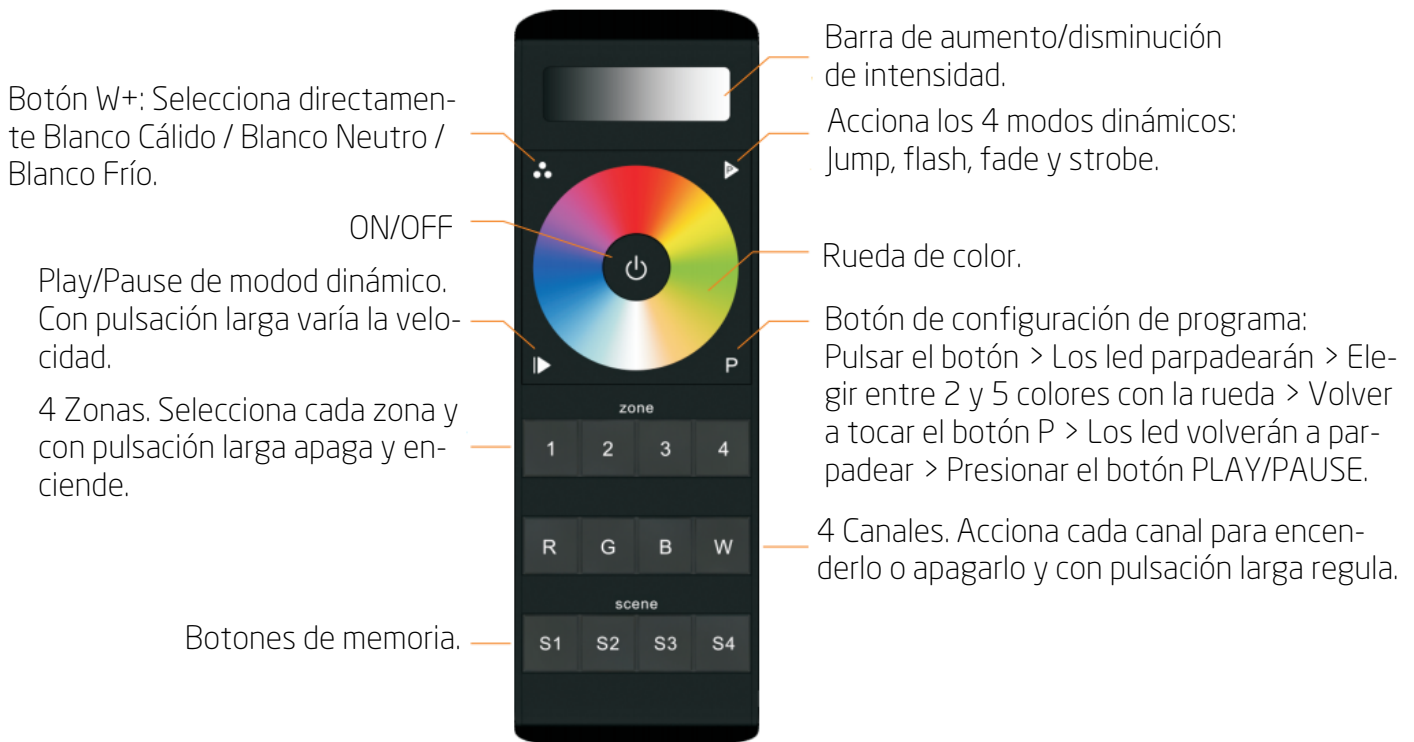 Botón W+: Selecciona directamen-
te Blanco Cálido / Blanco Neutro /
Blanco Frío.
ON/OFF
Play/Pause de modod dinámico.
Con pulsación larga varía la velo-
cidad.
4 Zonas. Selecciona cada zona y
con pulsación larga apaga y en-
ciende.
Botones de memoria.
P
P
zone
1 2 3 4
R G B W
scene
S1 S2 S3 S4
Barra de aumento/disminución
de intensidad.
Acciona los 4 modos dinámicos:
Jump, flash, fade y strobe.
Rueda de color.
Botón de configuración de programa:
Pulsar el botón > Los led parpadearán > Ele-
gir entre 2 y 5 colores con la rueda > Volver
a tocar el botón P > Los led volverán a par-
padear > Presionar el botón PLAY/PAUSE.
4 Canales. Acciona cada canal para encen-
derlo o apagarlo y con pulsación larga regula.